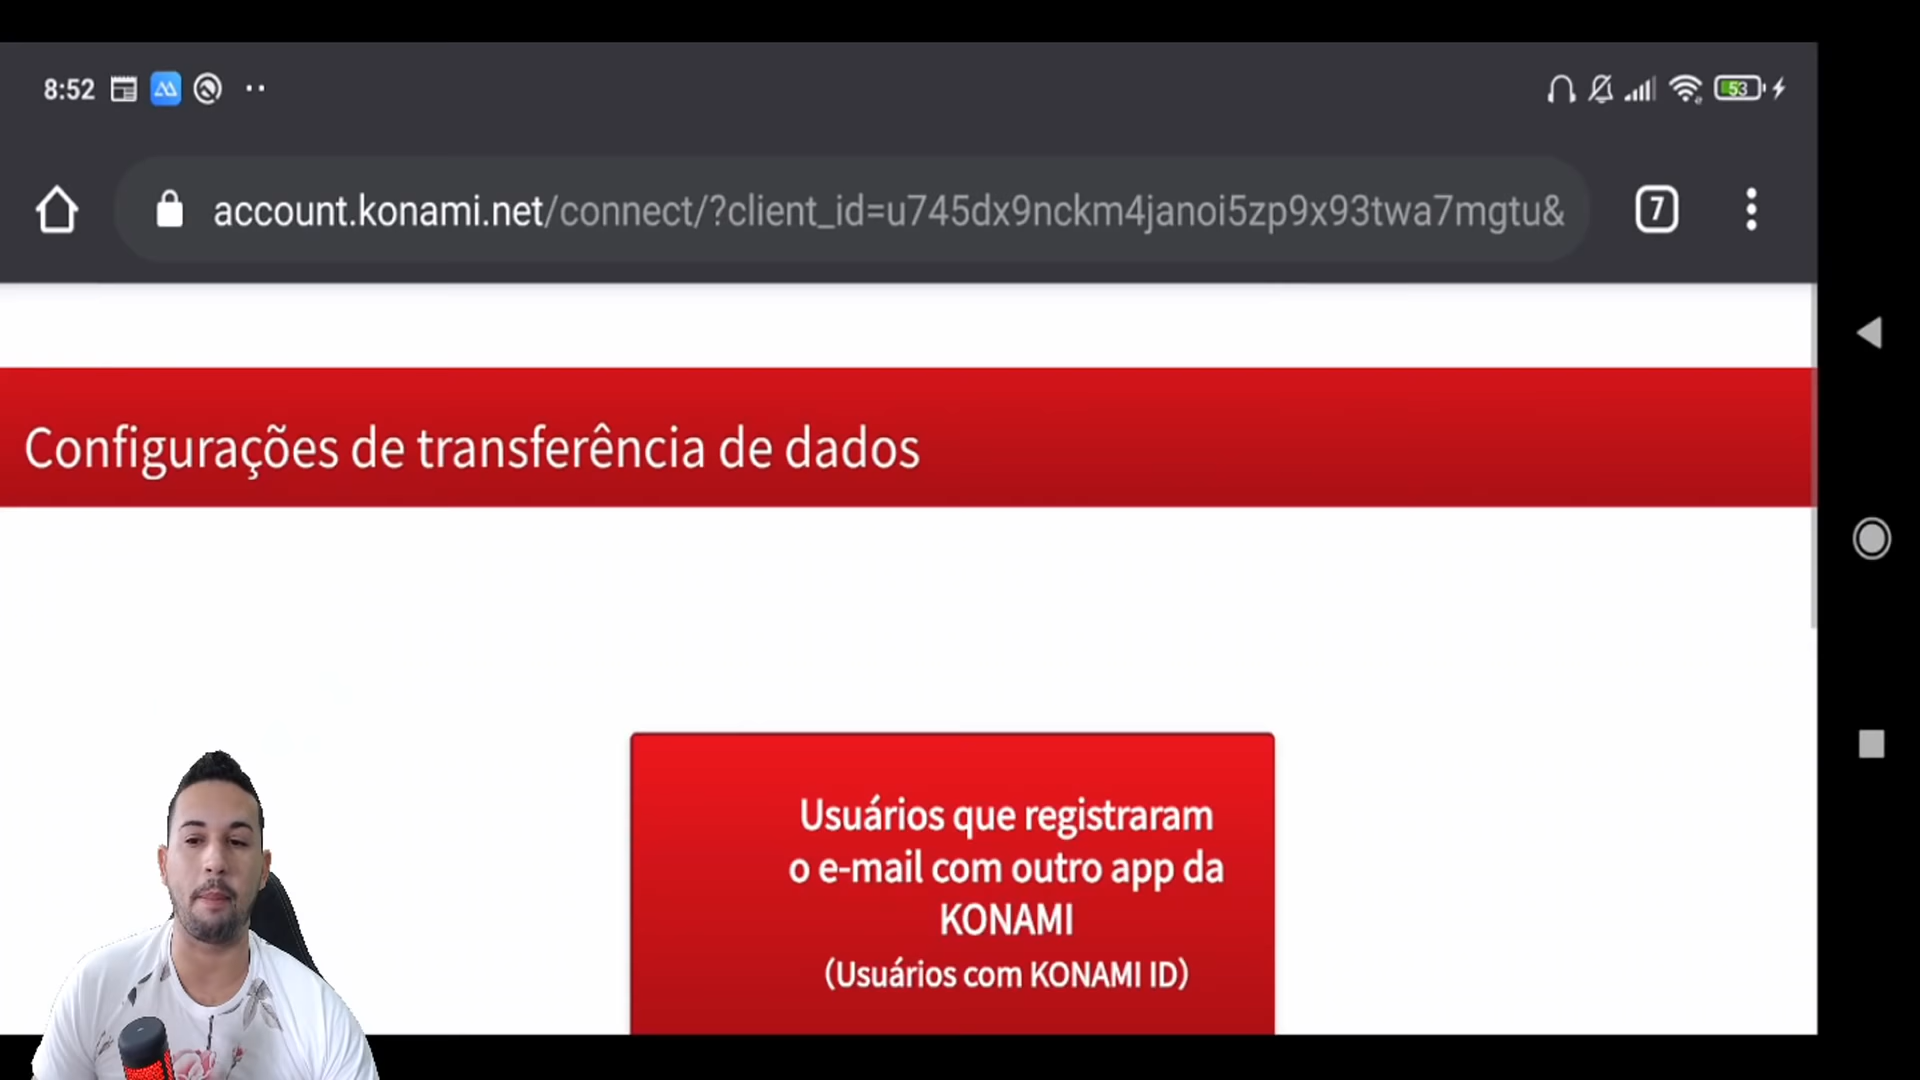 8:52
53
account.konami.net/connect/?client_id=u745dx9nckm4janoi5zp9x93twa7mgtu&
7
Configurações de transferência de dados
Usuários que registraram
o e-mail com outro app da
KONAMI
(Usuários com KONAMI ID)